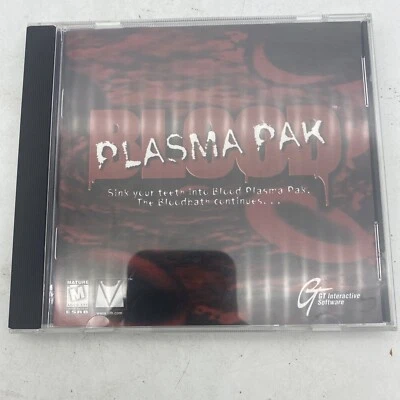 BLOOD
PLASMA PAK
Sink your teeth into Blood Plasma Pak.
The Bloodbath continues...
MATURE
M
ESRB
GT Interactive
Software